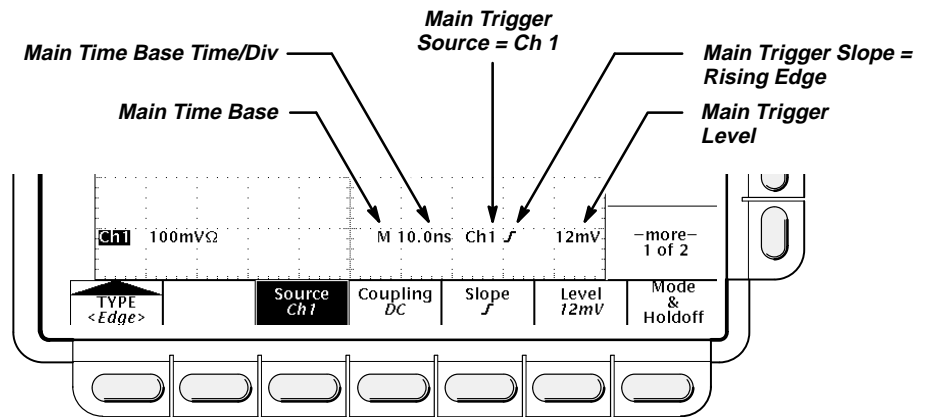 Main Trigger
Source = Ch 1
Main Time Base Time/Div
Main Trigger Slope =
Rising Edge
Main Time Base
Main Trigger
Level
Ch1 100mVΩ M 10.0ns Ch1 12mV
–more–
1 of 2
TYPE
<Edge>
Source
Ch1
Coupling
DC
Slope
Level
12mV
Mode
&
Holdoff